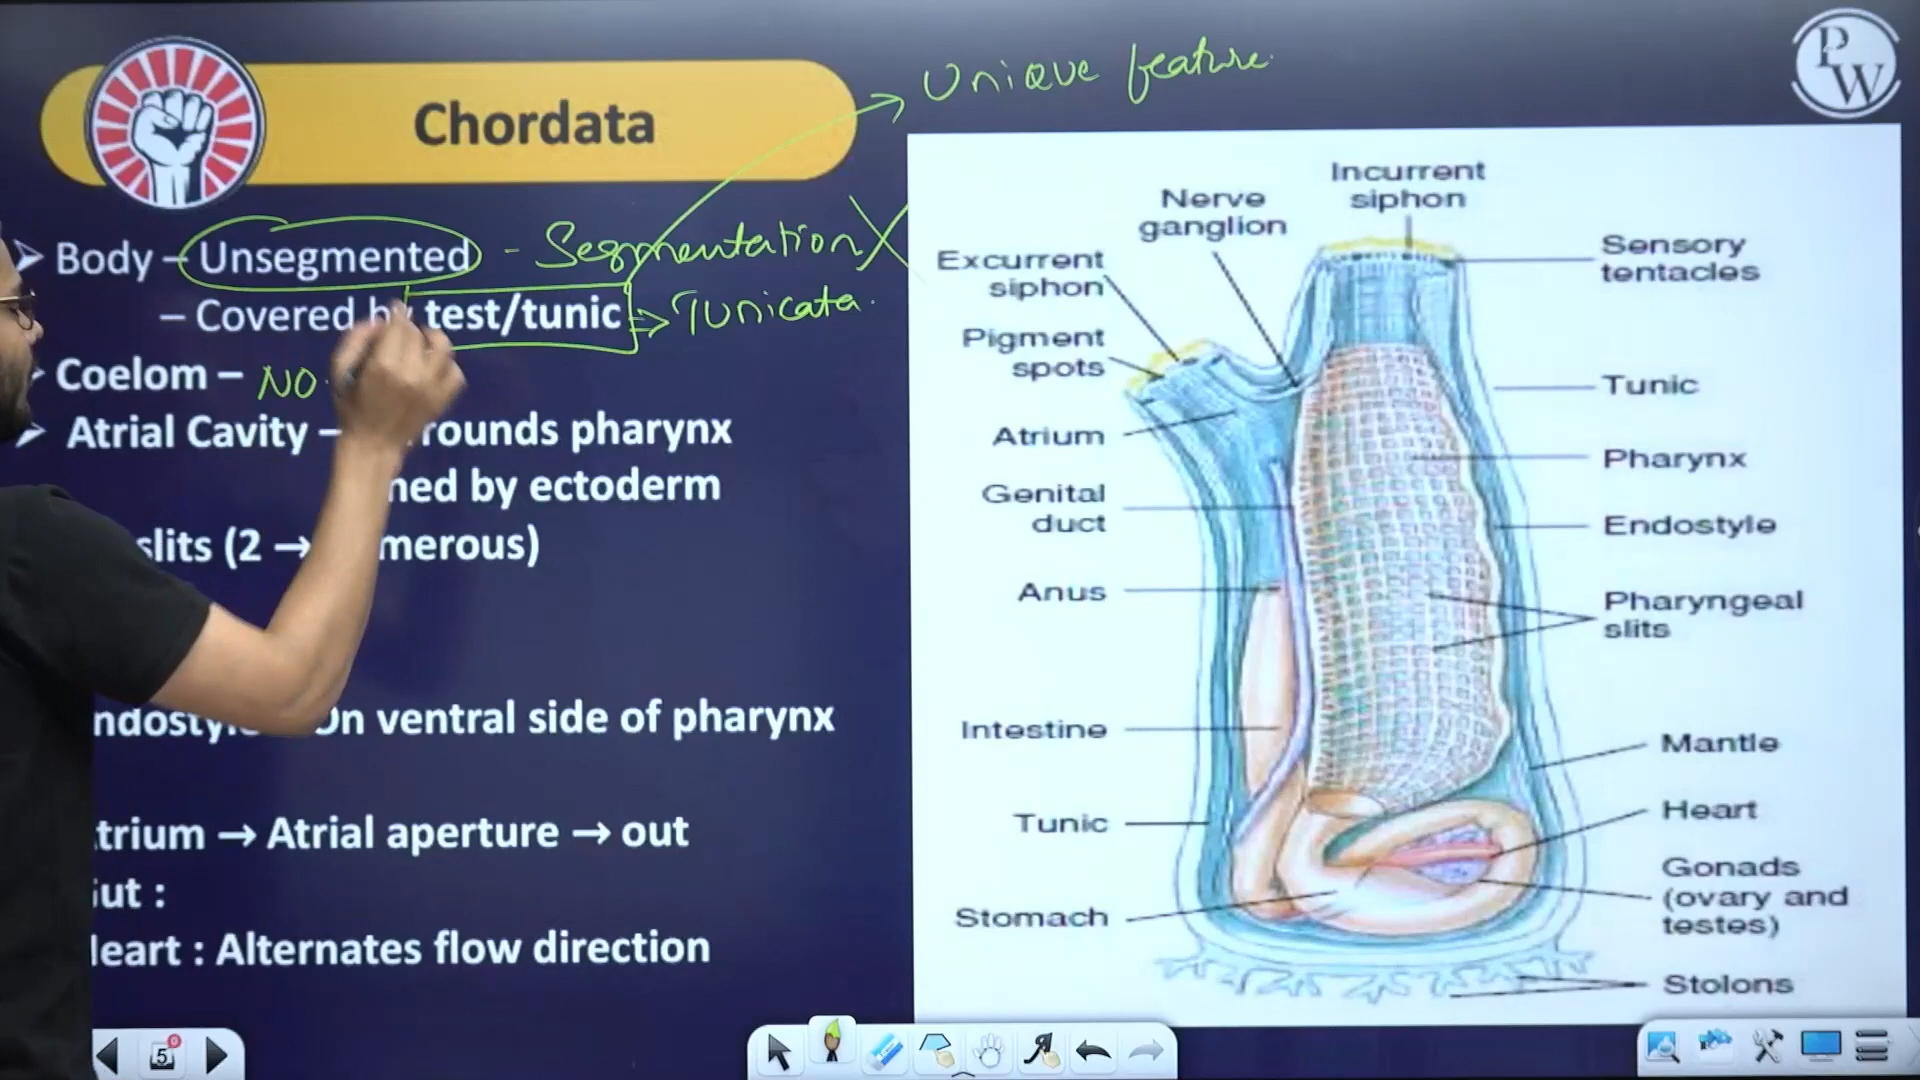 Unique feature.
PW
Chordata
Body – Unsegmented - Segmentation X
– Covered by test/tunic => Tunicata.
Coelom – NO.
Atrial Cavity – rounds pharynx
ned by ectoderm
slits (2 → merous)
On ventral side of pharynx
trium → Atrial aperture → out
ut :
eart : Alternates flow direction
Incurrent siphon
Nerve ganglion
Excurrent siphon
Pigment spots
Atrium
Genital duct
Anus
Intestine
Tunic
Stomach
Sensory tentacles
Tunic
Pharynx
Endostyle
Pharyngeal slits
Mantle
Heart
Gonads (ovary and testes)
Stolons
5
0